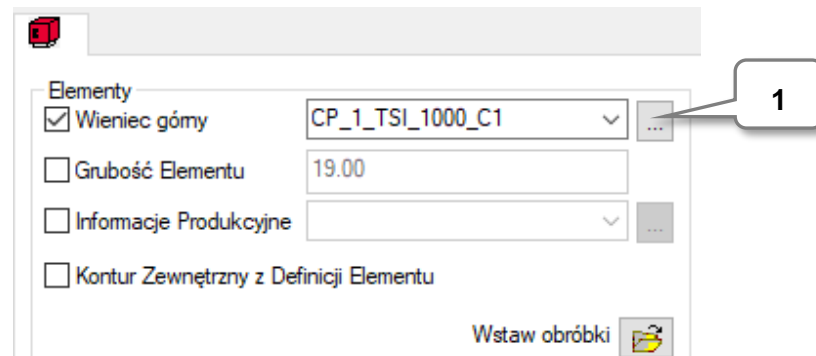 Elementy
Wieniec górny CP_1_TSI_1000_C1 ... 1
Grubość Elementu 19.00
Informacje Produkcyjne ...
Kontur Zewnętrzny z Definicji Elementu
Wstaw obróbki